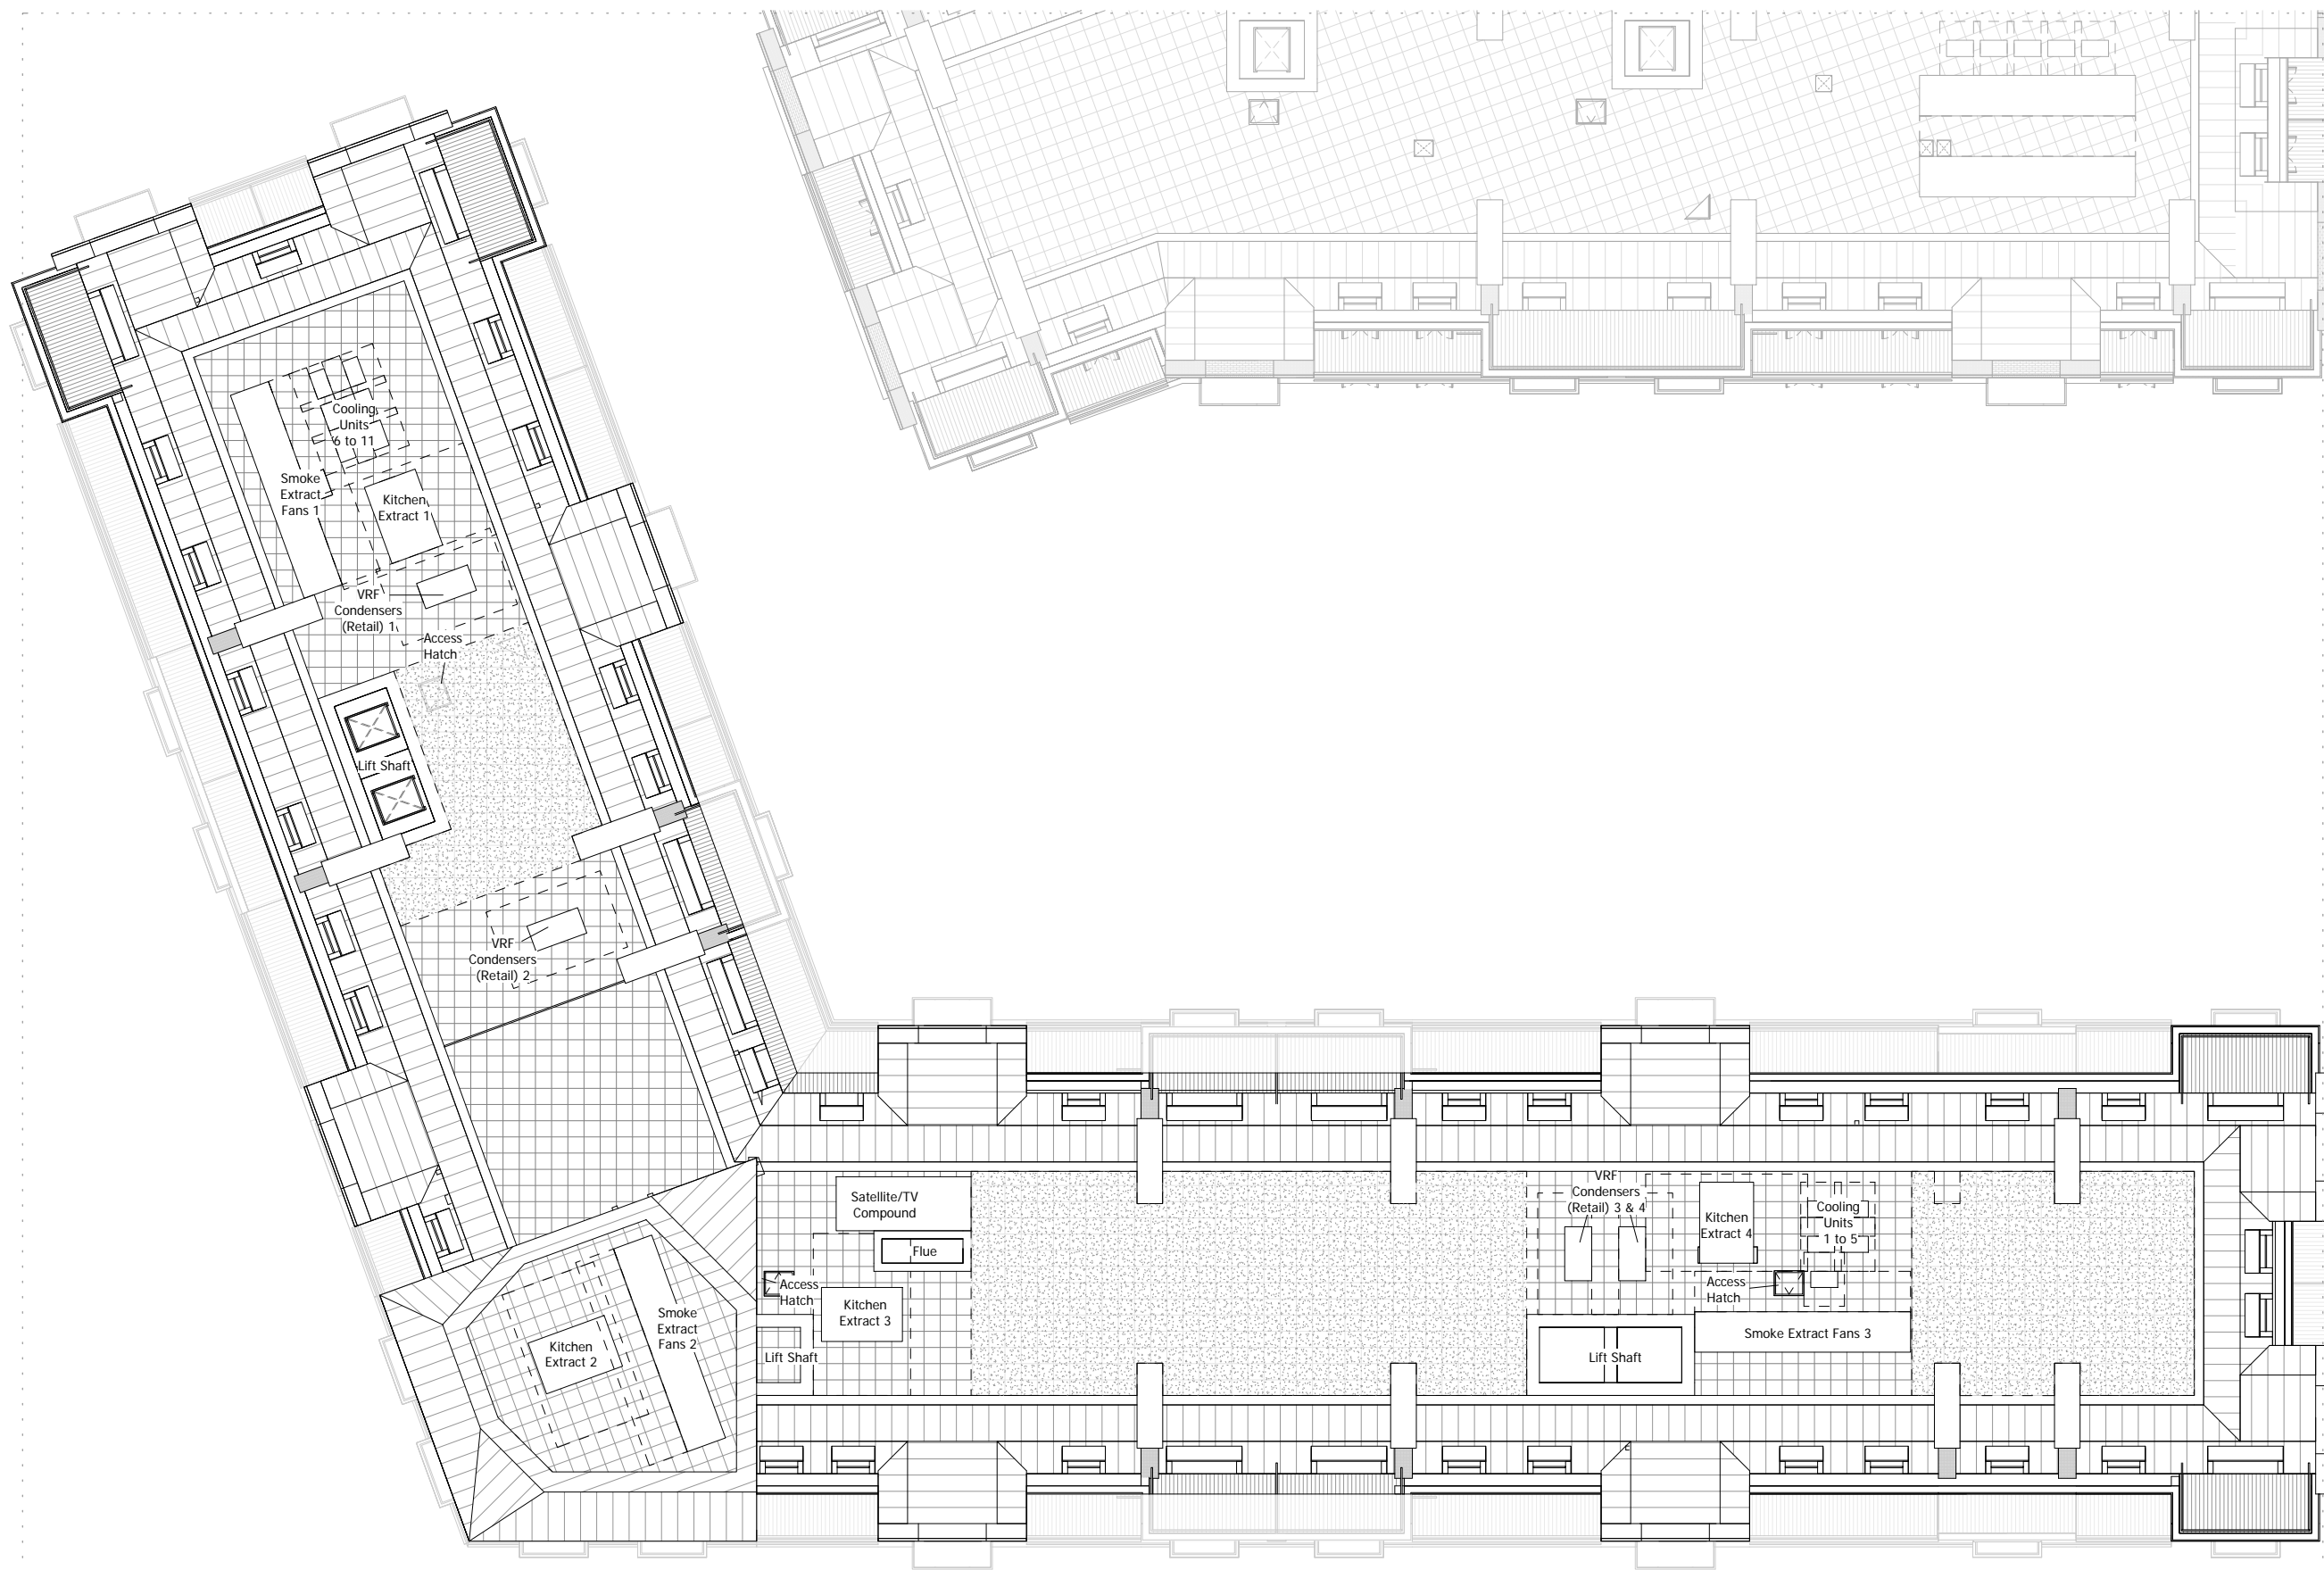 Cooling
Units
6 to 11
Smoke
Extract
Fans 1
Kitchen
Extract 1
VRF
Condensers
(Retail) 1
Access
Hatch
Lift Shaft
VRF
Condensers
(Retail) 2
Satellite/TV
Compound
Flue
Access
Hatch
Kitchen
Extract 3
Lift Shaft
Smoke
Extract
Fans 2
Kitchen
Extract 2
VRF
Condensers
(Retail) 3 & 4
Kitchen
Extract 4
Cooling
Units
1 to 5
Access
Hatch
Smoke Extract Fans 3
Lift Shaft